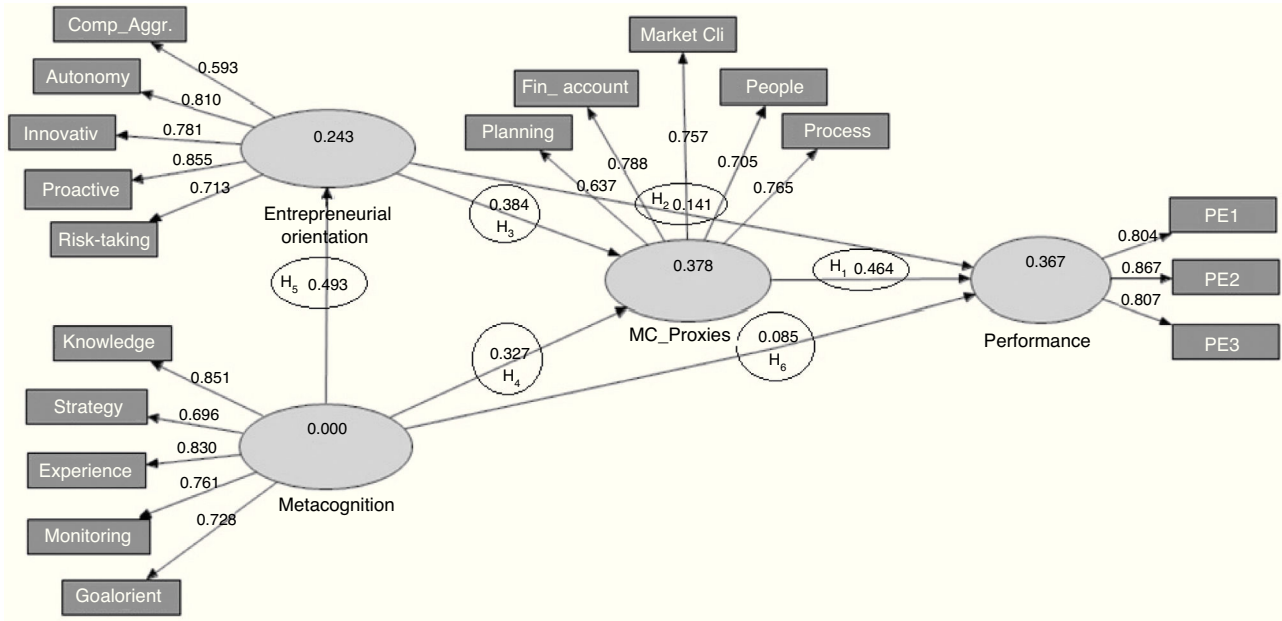 Comp_Aggr.
Autonomy
Innovativ
Proactive
Risk-taking
0.593
0.810
0.781
0.855
0.713
0.243
Entrepreneurial
orientation
Planning
Fin_ account
Market Cli
People
Process
0.637
0.788
0.757
0.705
0.765
0.384
H3
H2 0.141
0.378
MC_Proxies
H1 0.464
H5 0.493
0.327
H4
0.085
H6
0.367
Performance
PE1
PE2
PE3
0.804
0.867
0.807
Knowledge
Strategy
Experience
Monitoring
Goalorient
0.851
0.696
0.830
0.761
0.728
0.000
Metacognition